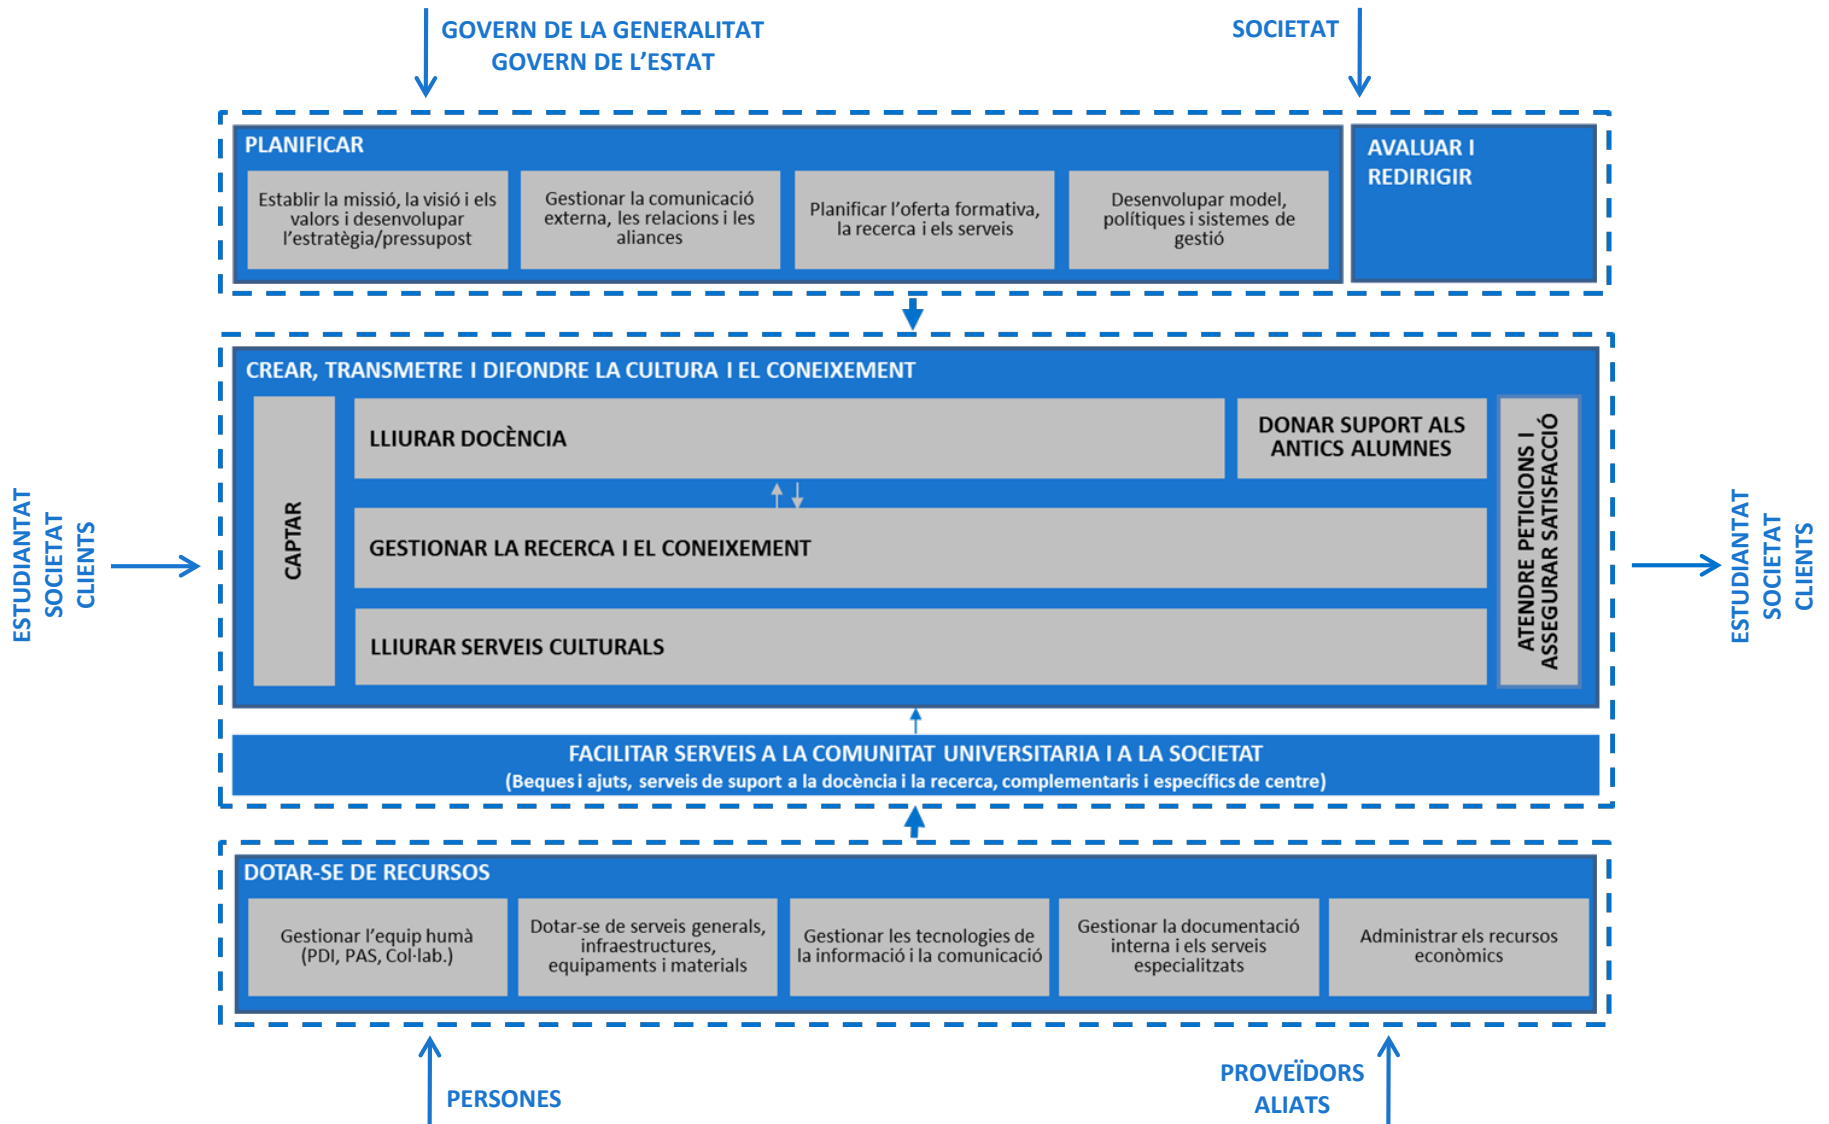 GOVERN DE LA GENERALITAT
GOVERN DE L'ESTAT
SOCIETAT
PLANIFICAR
Establir la missió, la visió i els
valors i desenvolupar
l'estratègia/pressupost
Gestionar la comunicació
externa, les relacions i les
aliances
Planificar l'oferta formativa,
la recerca i els serveis
Desenvolupar model,
polítiques i sistemes de
gestió
AVALUAR I
REDIRIGIR
ESTUDIANTAT
SOCIETAT
CLIENTS
CREAR, TRANSMETRE I DIFONDRE LA CULTURA I EL CONEIXEMENT
CAPTAR
LLIURAR DOCÈNCIA
DONAR SUPORT ALS
ANTICS ALUMNES
GESTIONAR LA RECERCA I EL CONEIXEMENT
LLIURAR SERVEIS CULTURALS
ATENDRE PETICIONS I
ASSEGURAR SATISFACCIÓ
ESTUDIANTAT
SOCIETAT
CLIENTS
FACILITAR SERVEIS A LA COMUNITAT UNIVERSITARIA I A LA SOCIETAT
(Beques i ajuts, serveis de suport a la docència i la recerca, complementaris i específics de centre)
DOTAR-SE DE RECURSOS
Gestionar l'equip humà
(PDI, PAS, Col·lab.)
Dotar-se de serveis generals,
infraestructures,
equipaments i materials
Gestionar les tecnologies de
la informació i la comunicació
Gestionar la documentació
interna i els serveis
especialitzats
Administrar els recursos
econòmics
PERSONES
PROVEÏDORS
ALIATS